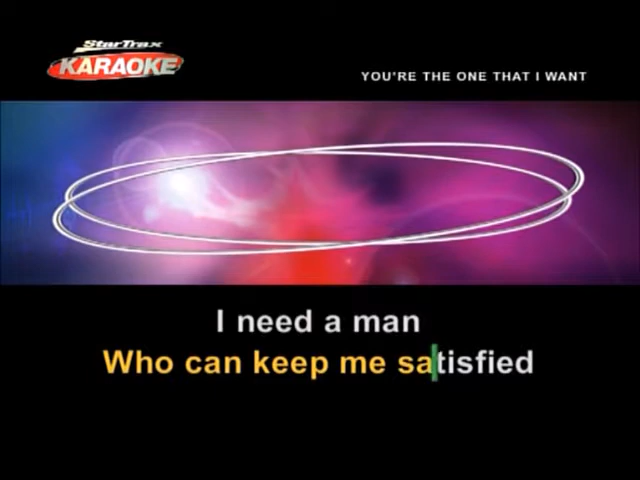 StarTrax
KARAOKE
YOU'RE THE ONE THAT I WANT
I need a man
Who can keep me satisfied